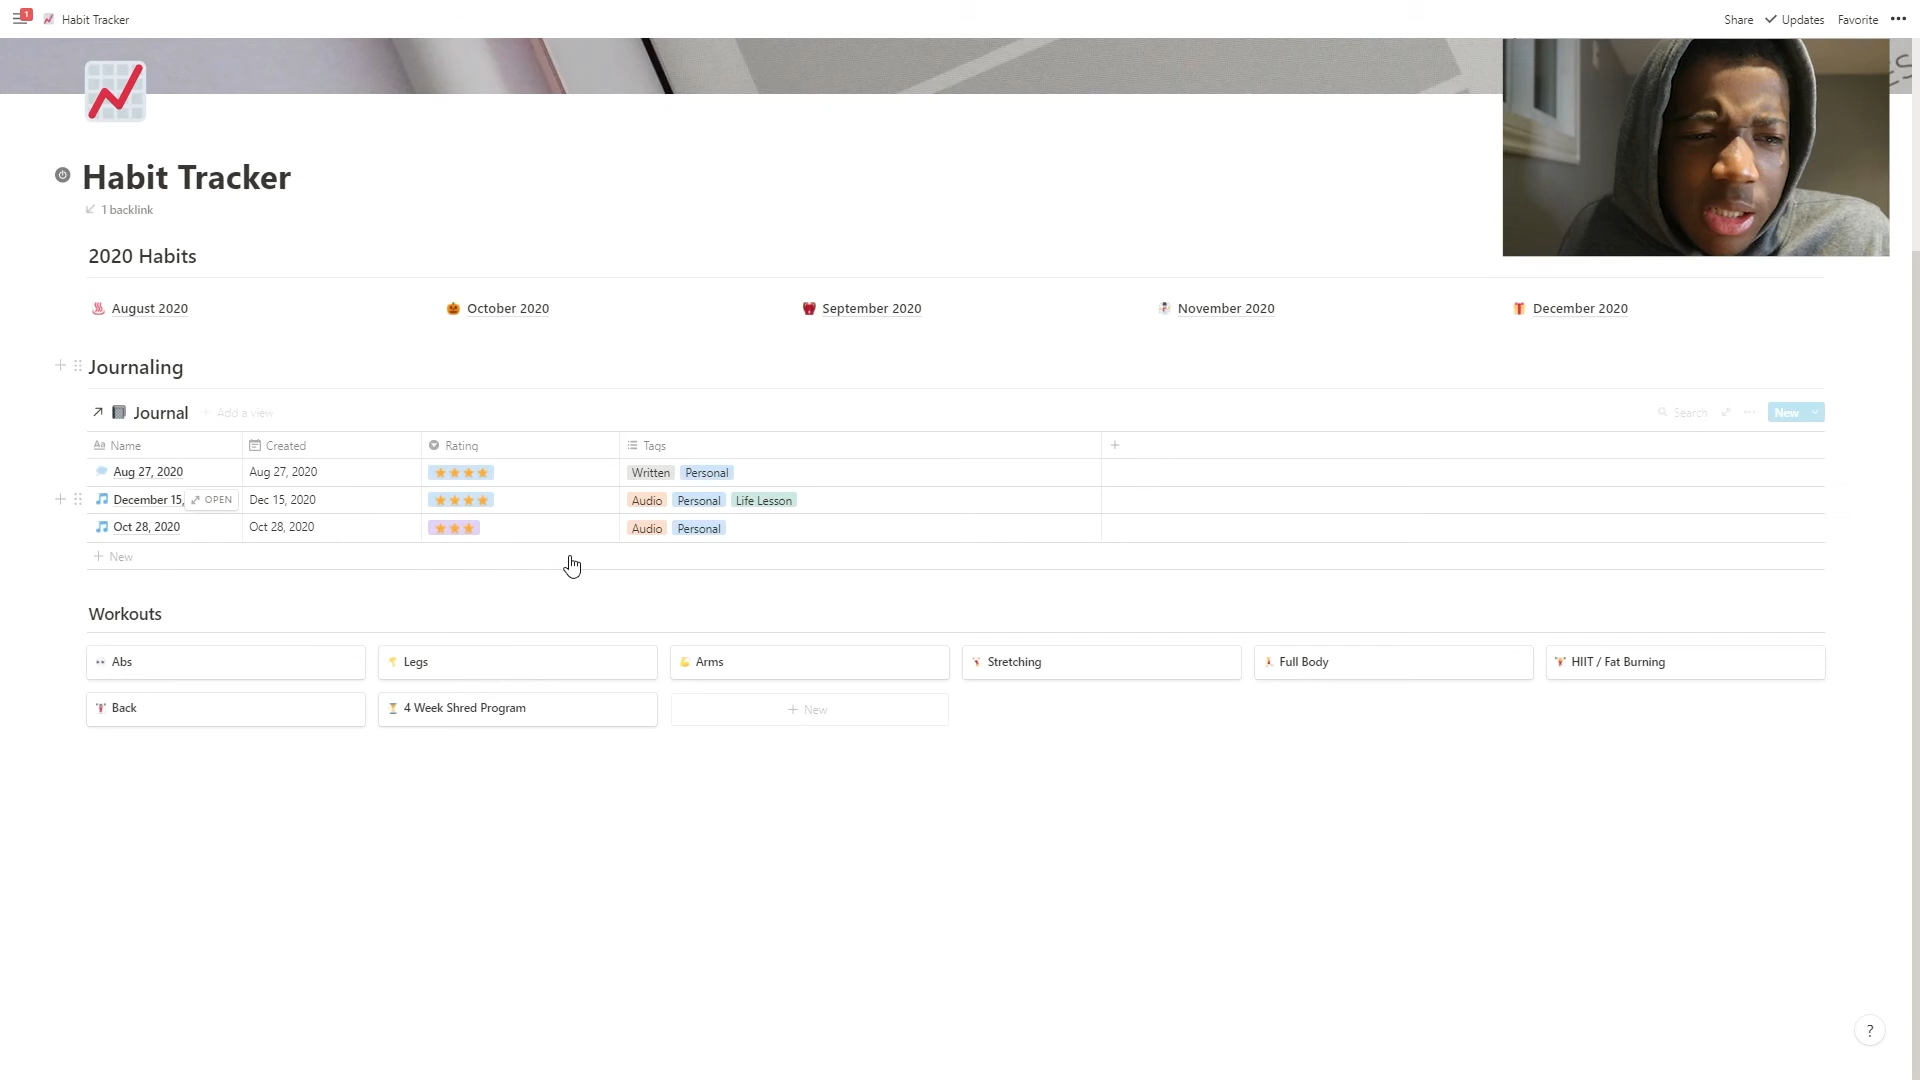 1
Habit Tracker
Share
Updates
Favorite
Habit Tracker
1 backlink
2020 Habits
August 2020
October 2020
September 2020
November 2020
December 2020
Journaling
Journal
Add a view
Search
New
Aa Name
Created
Rating
Tags
Aug 27, 2020
Aug 27, 2020
Written Personal
December 15,
OPEN
Dec 15, 2020
Audio Personal Life Lesson
Oct 28, 2020
Oct 28, 2020
Audio Personal
+ New
Workouts
Abs
Legs
Arms
Stretching
Full Body
HIIT / Fat Burning
Back
4 Week Shred Program
+ New
?